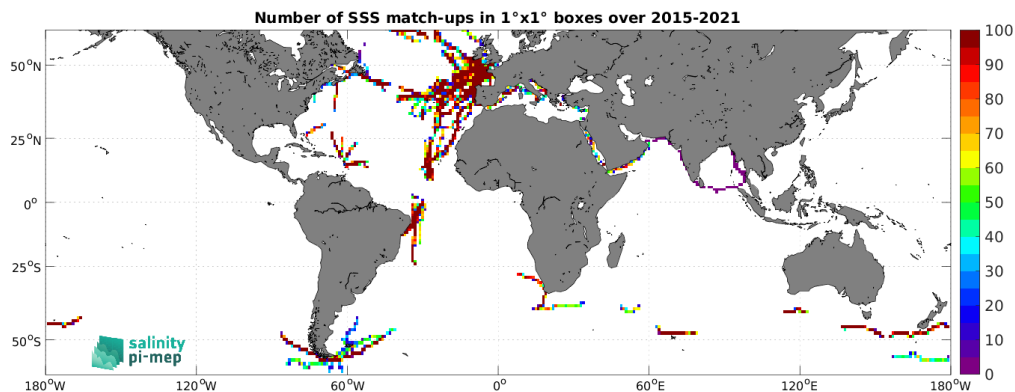 Number of SSS match-ups in 1°x1° boxes over 2015-2021
50°N
25°N
0°
25°S
50°S
180°W
120°W
60°W
0°
60°E
120°E
180°W
100
90
80
70
60
50
40
30
20
10
0
salinity
pi-mep